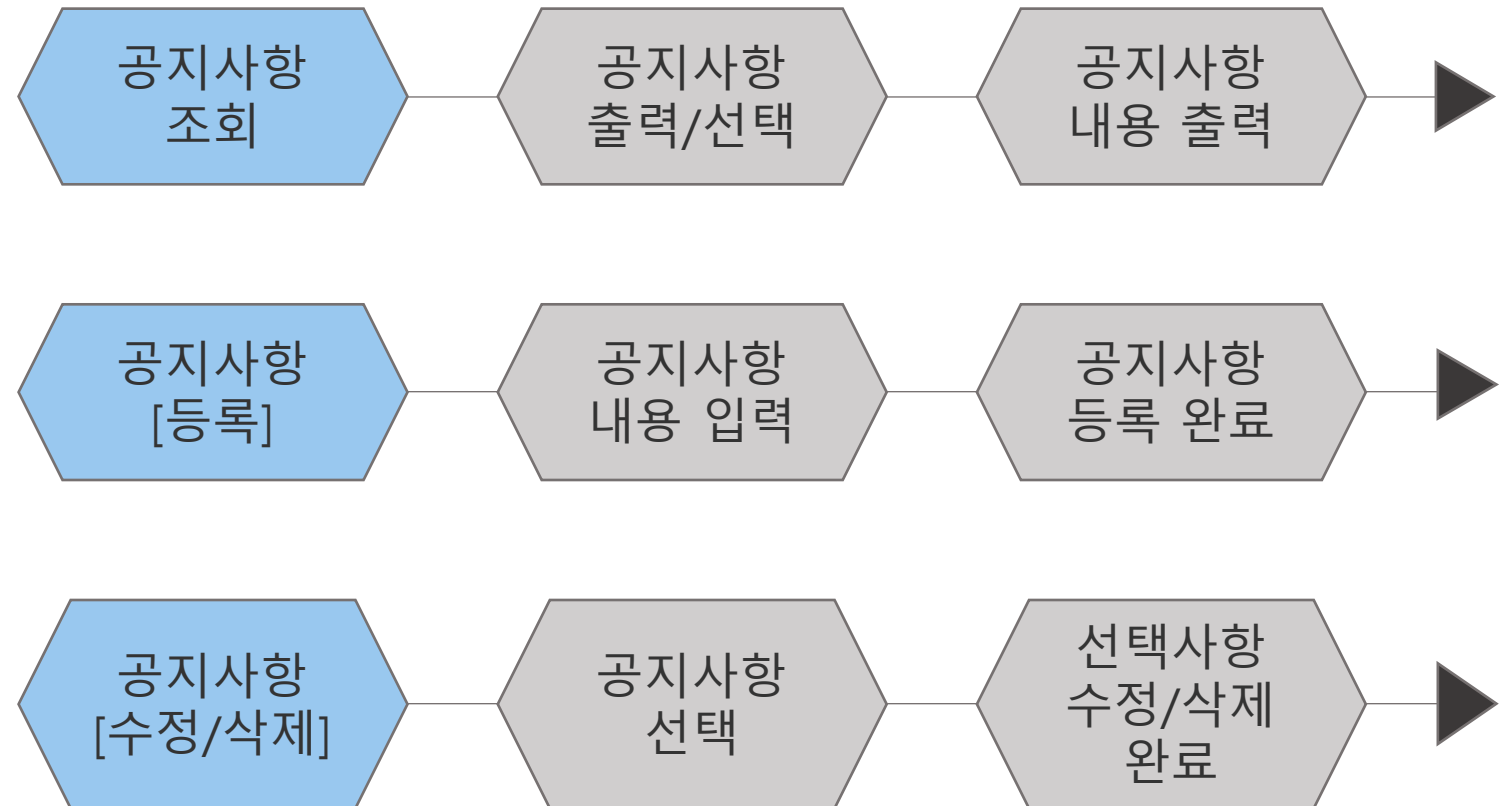 공지사항
조회
공지사항
출력/선택
공지사항
내용 출력
공지사항
[등록]
공지사항
내용 입력
공지사항
등록 완료
공지사항
[수정/삭제]
공지사항
선택
선택사항
수정/삭제
완료